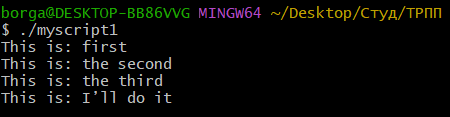 borga@DESKTOP-BB86VVG MINGW64 ~/Desktop/Студ/ТРПП
$ ./myscript1
This is: first
This is: the second
This is: the third
This is: I'll do it